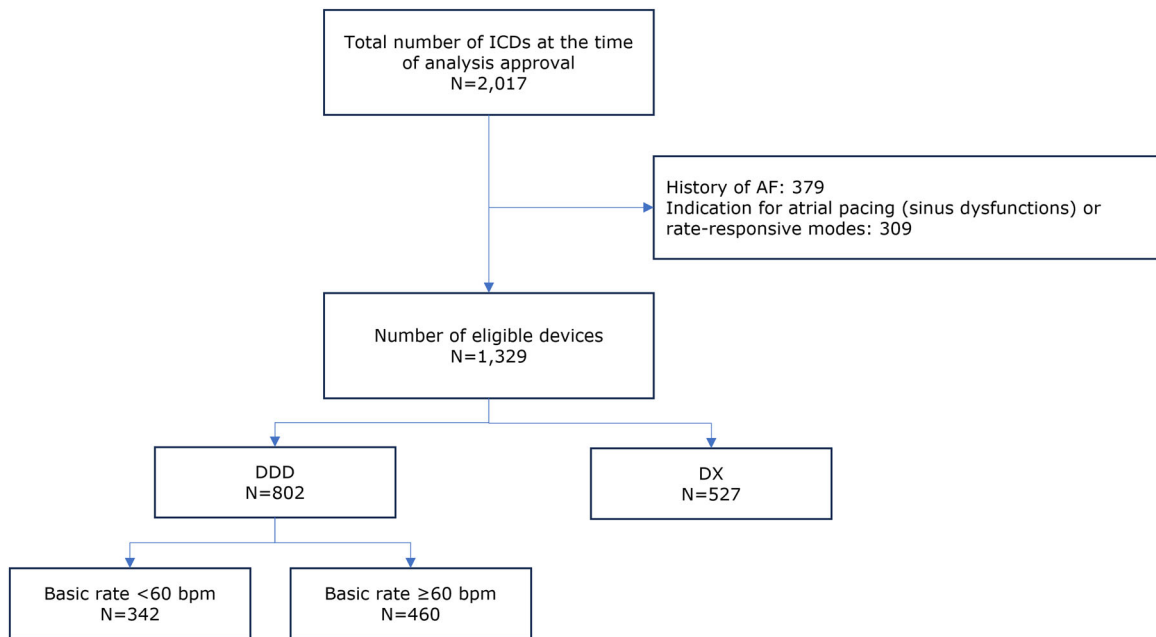 Total number of ICDs at the time
of analysis approval
N=2,017
History of AF: 379
Indication for atrial pacing (sinus dysfunctions) or
rate-responsive modes: 309
Number of eligible devices
N=1,329
DDD
N=802
DX
N=527
Basic rate <60 bpm
N=342
Basic rate ≥60 bpm
N=460